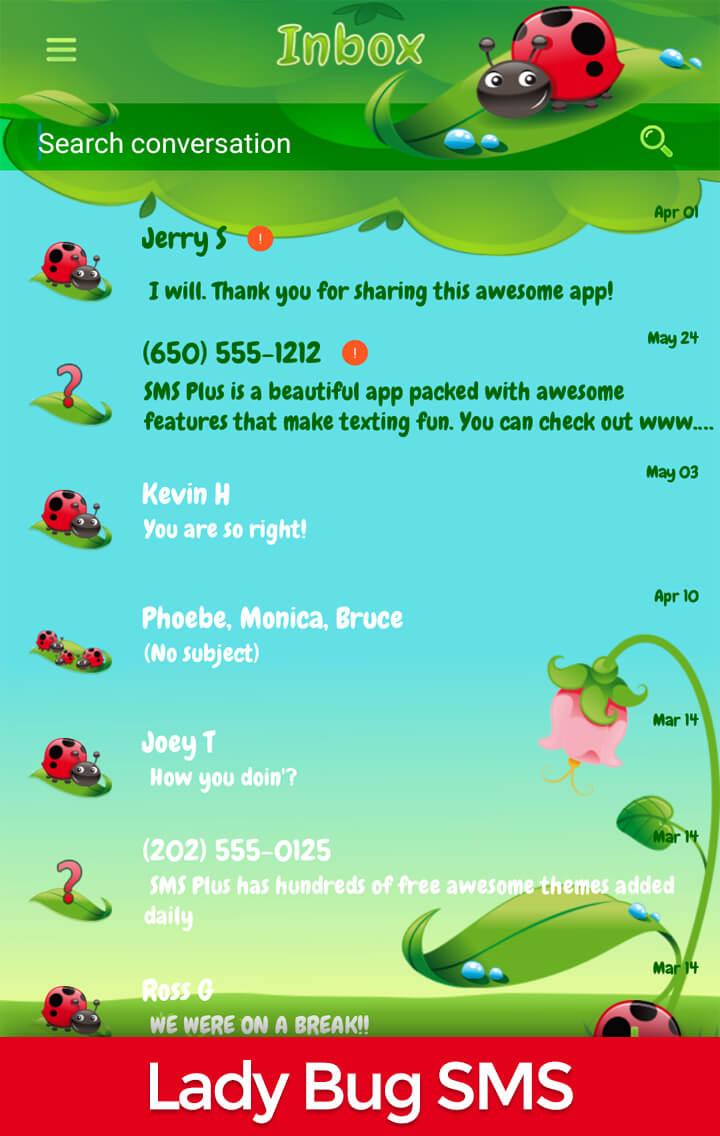 Inbox
Search conversation
Apr 01
Jerry S !
I will. Thank you for sharing this awesome app!
May 24
(650) 555-1212 !
SMS Plus is a beautiful app packed with awesome
features that make texting fun. You can check out www....
May 03
Kevin H
You are so right!
Apr 10
Phoebe, Monica, Bruce
(No subject)
Mar 14
Joey T
How you doin'?
Mar 14
(202) 555-0125
SMS Plus has hundreds of free awesome themes added
daily
Mar 14
Ross G
WE WERE ON A BREAK!!
Lady Bug SMS